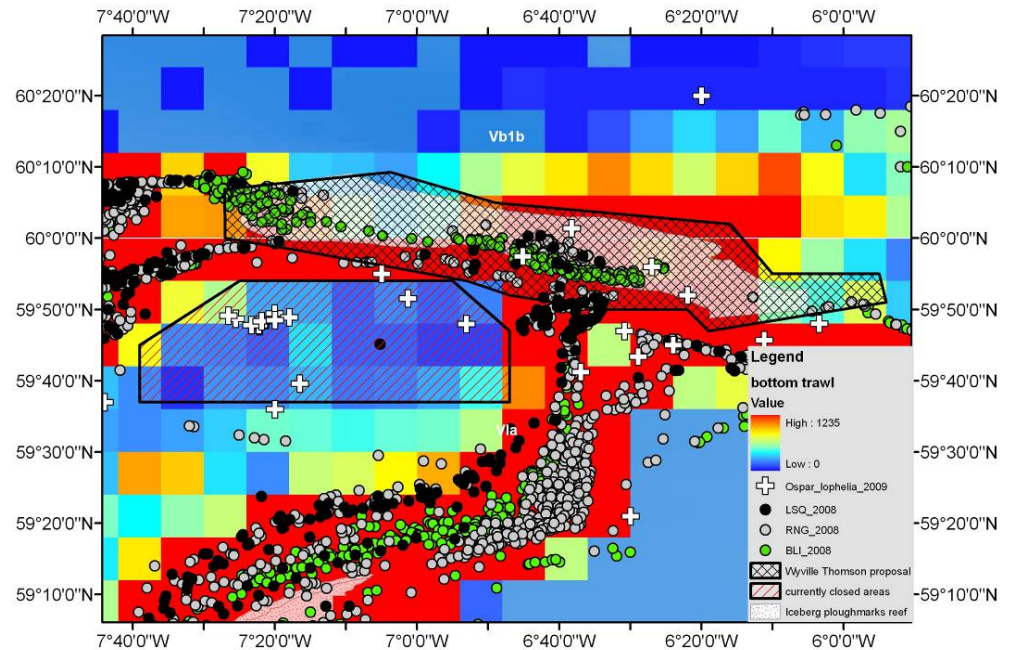 7°40'0"W 7°20'0"W 7°0'0"W 6°40'0"W 6°20'0"W 6°0'0"W
60°20'0"N 60°20'0"N
Vb1b
60°10'0"N 60°10'0"N
60°0'0"N 60°0'0"N
59°50'0"N 59°50'0"N
59°40'0"N 59°40'0"N
VIa
59°30'0"N 59°30'0"N
59°20'0"N 59°20'0"N
59°10'0"N 59°10'0"N
Legend
bottom trawl
Value
High : 1235
Low : 0
Ospar_lophelia_2009
LSQ_2008
RNG_2008
BLI_2008
Wyville Thomson proposal
currently closed areas
Iceberg ploughmarks reef
7°40'0"W 7°20'0"W 7°0'0"W 6°40'0"W 6°20'0"W 6°0'0"W